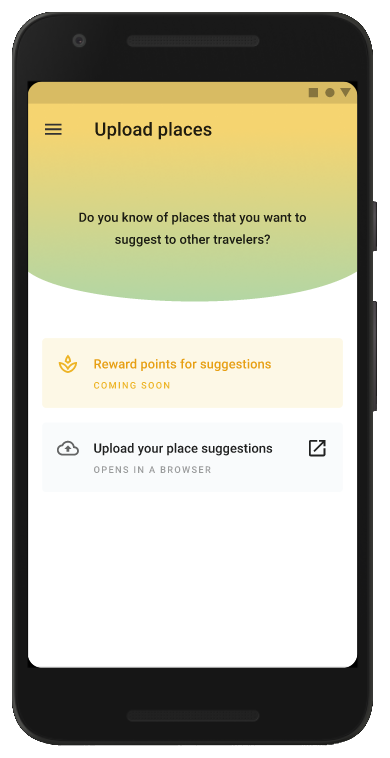 Upload places
Do you know of places that you want to
suggest to other travelers?
Reward points for suggestions
COMING SOON
Upload your place suggestions
OPENS IN A BROWSER